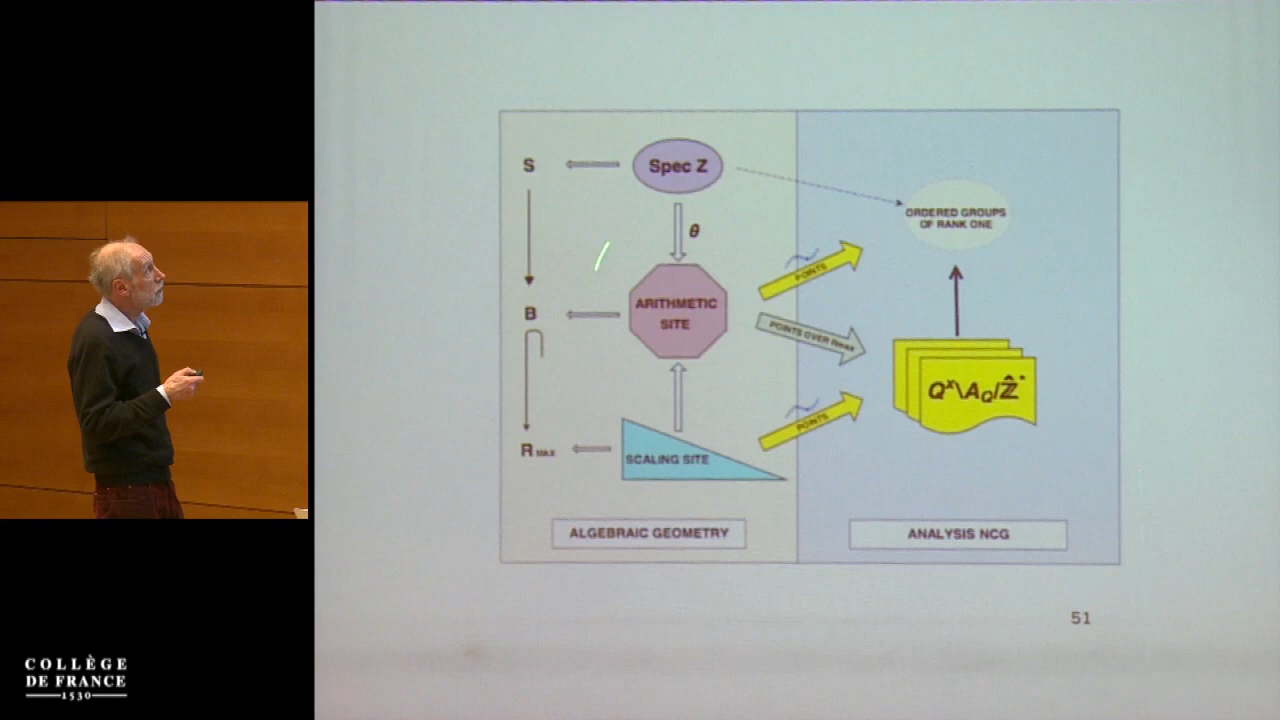 S
Spec Z
θ
ORDERED GROUPS
OF RANK ONE
POINTS
B
ARITHMETIC
SITE
POINTS OVER Rmax
Q^x\A_Q/Ẑ^*
POINTS
R MAX
SCALING SITE
ALGEBRAIC GEOMETRY
ANALYSIS NCG
51
COLLÈGE
DE FRANCE
1530